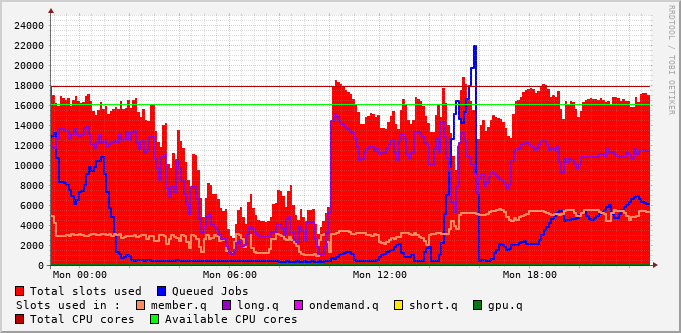 RRDTOOL / TOBI OETIKER
24000
22000
20000
18000
16000
14000
12000
10000
8000
6000
4000
2000
0
Mon 00:00 Mon 06:00 Mon 12:00 Mon 18:00
Total slots used Queued Jobs
Slots used in : member.q long.q ondemand.q short.q gpu.q
Total CPU cores Available CPU cores